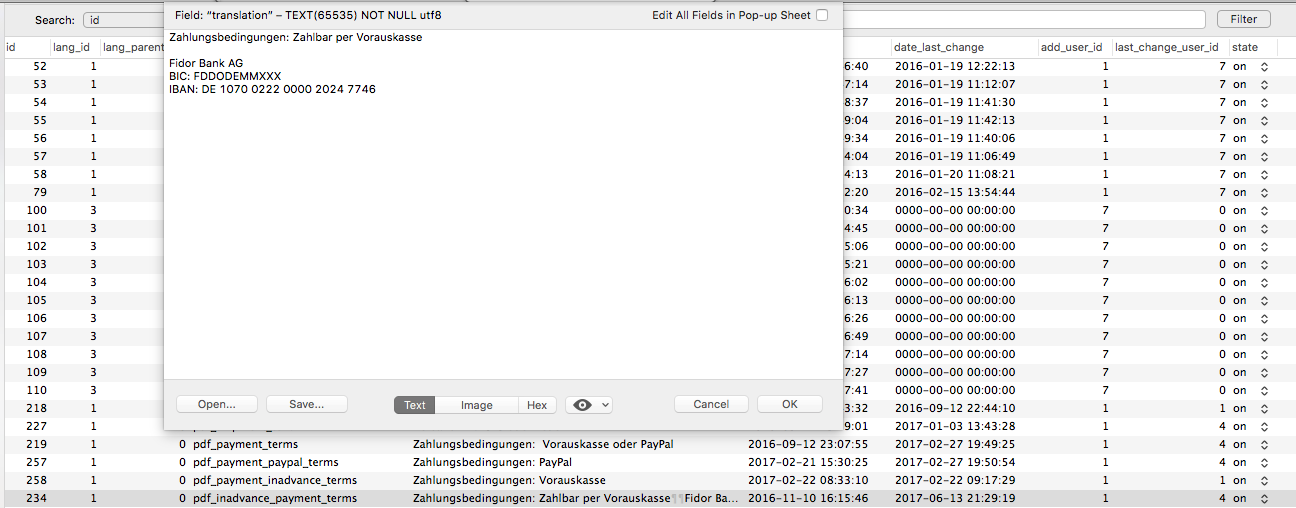 Search: id
Field: “translation” – TEXT(65535) NOT NULL utf8
Edit All Fields in Pop-up Sheet
Filter
Zahlungsbedingungen: Zahlbar per Vorauskasse
Fidor Bank AG
BIC: FDDODEMMXXX
IBAN: DE 1070 0222 0000 2024 7746
Open... Save... Text Image Hex Cancel OK
id lang_id lang_parent date_last_change add_user_id last_change_user_id state
52 1 6:40 2016-01-19 12:22:13 1 7 on
53 1 7:14 2016-01-19 11:12:07 1 7 on
54 1 8:37 2016-01-19 11:41:30 1 7 on
55 1 9:04 2016-01-19 11:42:13 1 7 on
56 1 9:34 2016-01-19 11:40:06 1 7 on
57 1 4:04 2016-01-19 11:06:49 1 7 on
58 1 4:13 2016-01-20 11:08:21 1 7 on
79 1 2:20 2016-02-15 13:54:44 1 7 on
100 3 0:34 0000-00-00 00:00:00 7 0 on
101 3 4:45 0000-00-00 00:00:00 7 0 on
102 3 5:06 0000-00-00 00:00:00 7 0 on
103 3 5:21 0000-00-00 00:00:00 7 0 on
104 3 6:02 0000-00-00 00:00:00 7 0 on
105 3 6:13 0000-00-00 00:00:00 7 0 on
106 3 6:26 0000-00-00 00:00:00 7 0 on
107 3 6:49 0000-00-00 00:00:00 7 0 on
108 3 7:14 0000-00-00 00:00:00 7 0 on
109 3 7:27 0000-00-00 00:00:00 7 0 on
110 3 7:41 0000-00-00 00:00:00 7 0 on
218 1 3:32 2016-09-12 22:44:10 1 1 on
227 1 9:01 2017-01-03 13:43:28 1 4 on
219 1 0 pdf_payment_terms Zahlungsbedingungen: Vorauskasse oder PayPal 2016-09-12 23:07:55 2017-02-27 19:49:25 1 4 on
257 1 0 pdf_payment_paypal_terms Zahlungsbedingungen: PayPal 2017-02-21 15:30:25 2017-02-27 19:50:54 1 4 on
258 1 0 pdf_payment_inadvance_terms Zahlungsbedingungen: Vorauskasse 2017-02-22 08:33:10 2017-02-22 09:17:29 1 1 on
234 1 0 pdf_inadvance_payment_terms Zahlungsbedingungen: Zahlbar per Vorauskasse¶¶Fidor Ba... 2016-11-10 16:15:46 2017-06-13 21:29:19 1 4 on